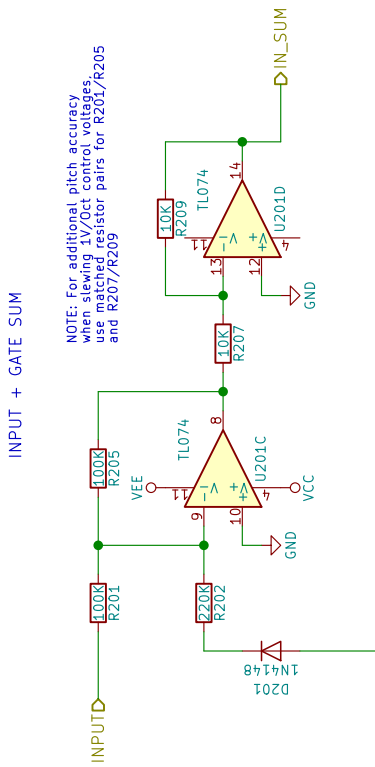 INPUT + GATE SUM
NOTE: For additional pitch accuracy
when slewing 1V/Oct control voltages,
use matched resistor pairs for R201/R205
and R207/R209
INPUT
100K
R201
100K
R205
220K
R202
D201
1N4148
VEE
11
V-
TL074
U201C
9
10
8
V+
4
VCC
-
+
GND
10K
R207
10K
R209
TL074
U201D
13
12
14
11
V-
V+
4
-
+
GND
IN_SUM